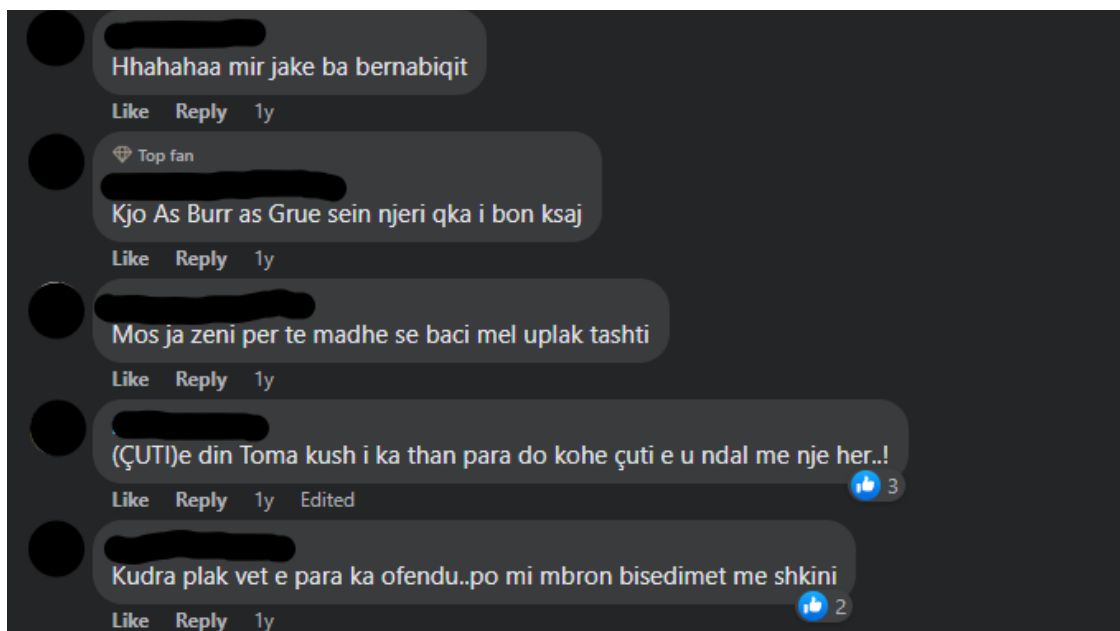 Hhahahaa mir jake ba bernabiqit
Like Reply 1y
Top fan
Kjo As Burr as Grue sein njeri qka i bon ksaj
Like Reply 1y
Mos ja zeni per te madhe se baci mel uplak tashti
Like Reply 1y
(ÇUTI)e din Toma kush i ka than para do kohe çuti e u ndal me nje her..!
3
Like Reply 1y Edited
Kudra plak vet e para ka ofendu..po mi mbron bisedimet me shkini
2
Like Reply 1y